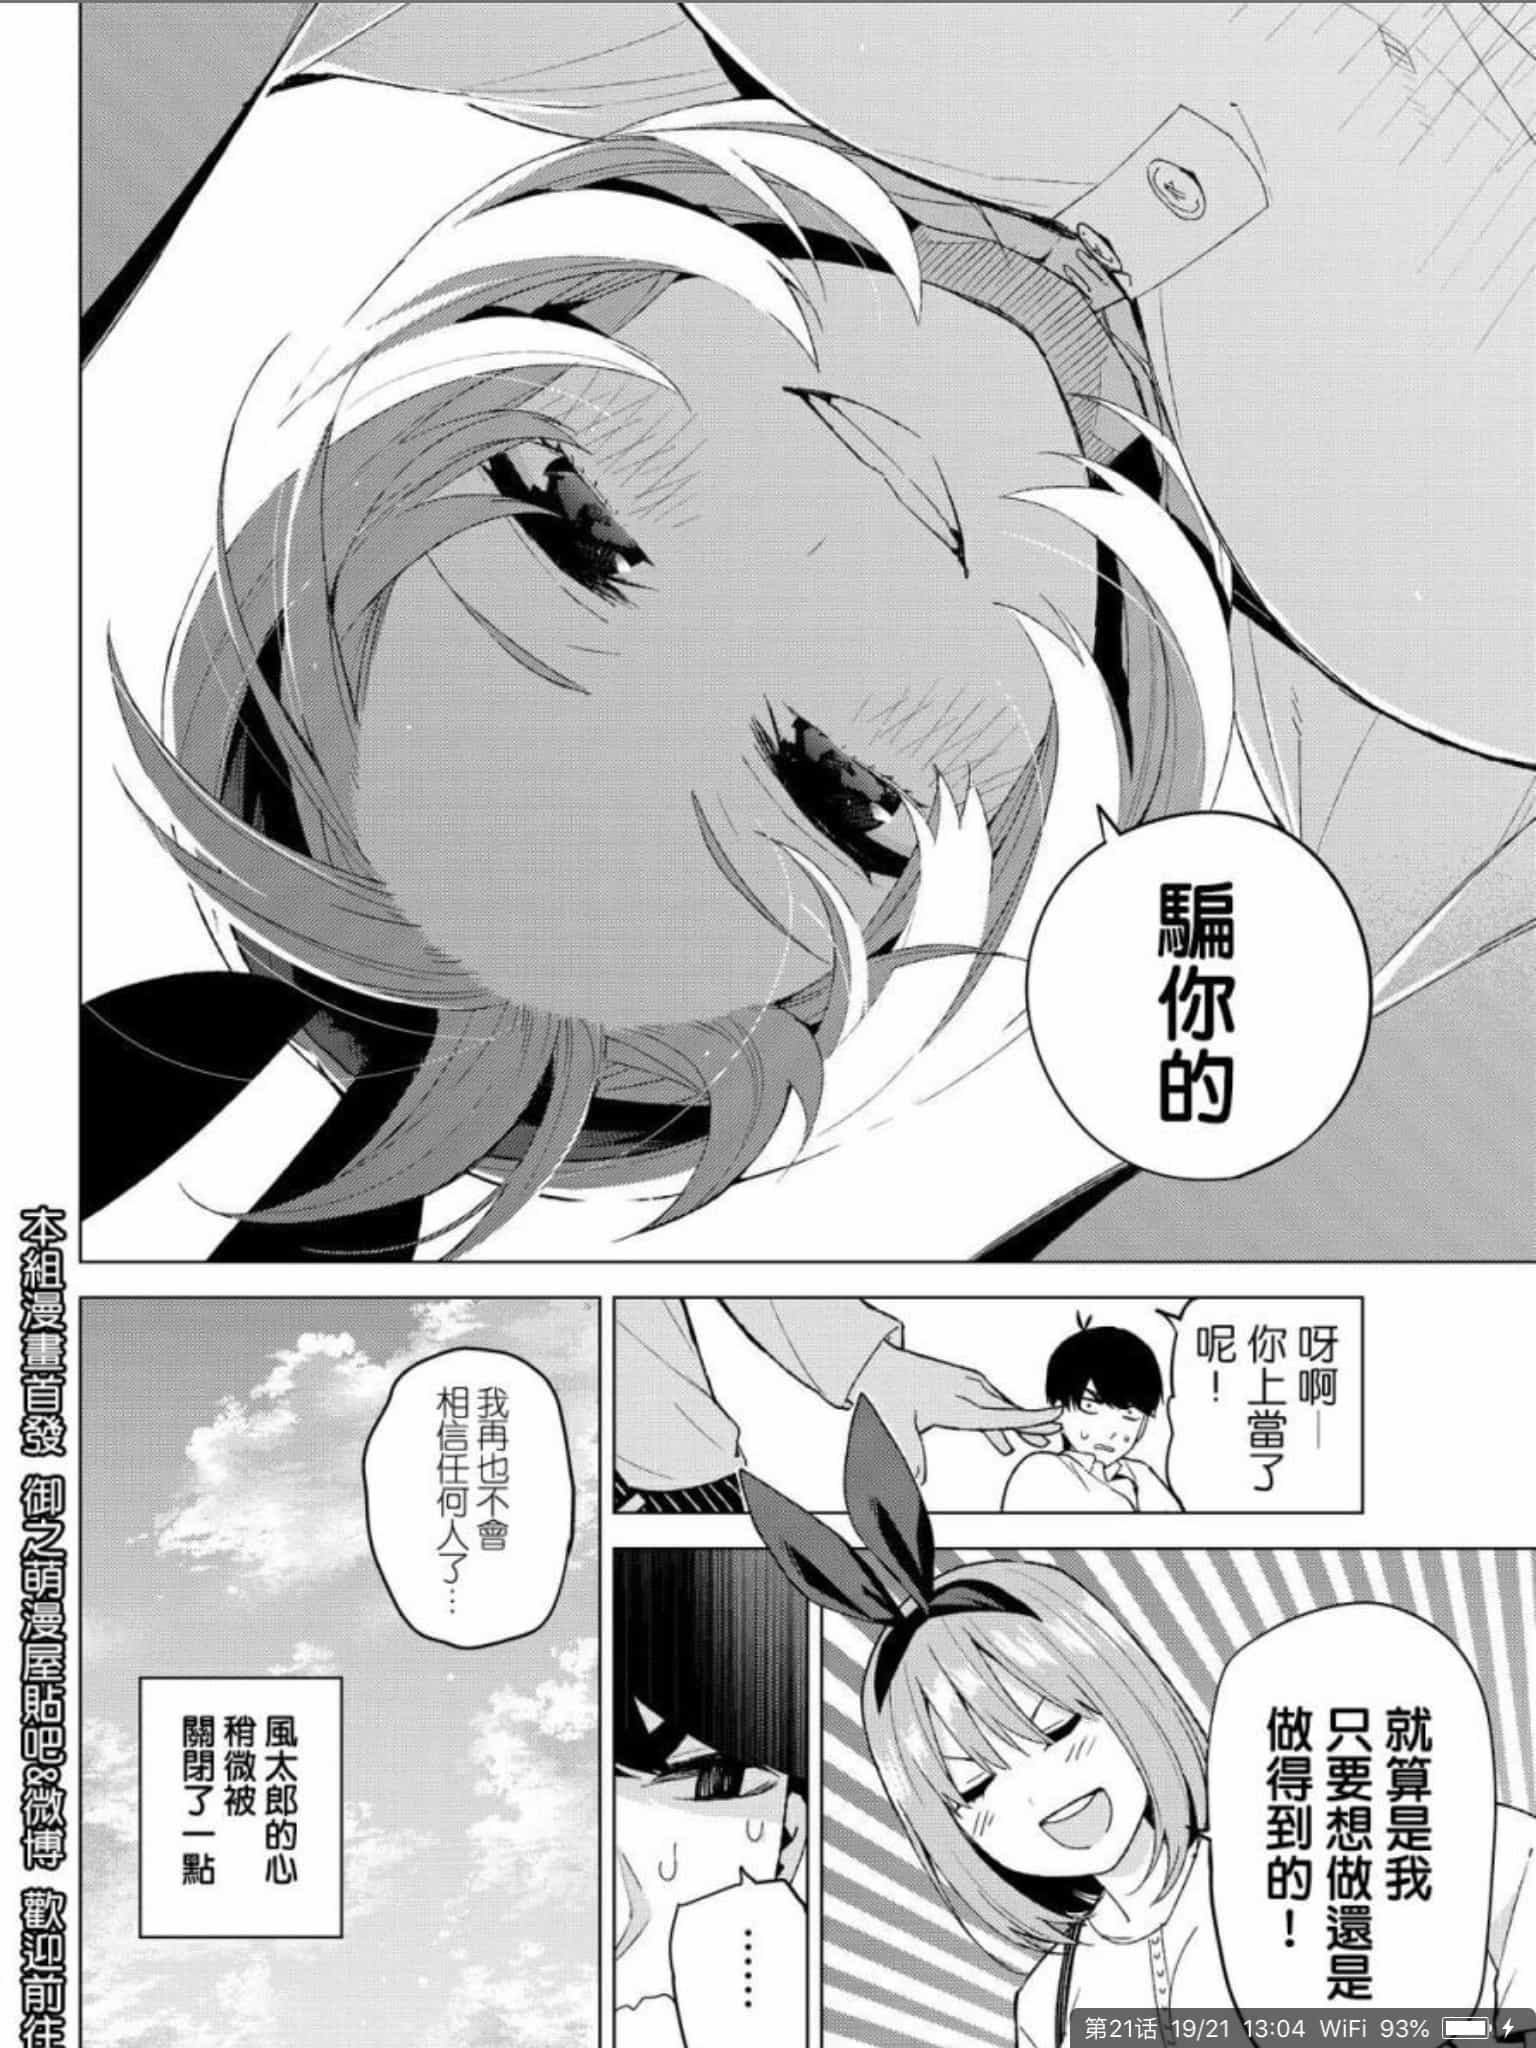 騙你的
呀啊—
你上當了
呢！
就算是我
只要想做還是
做得到的！
……
我再也不會
相信任何人了…
風太郎的心
稍微被
關閉了一點
本組漫畫首發 御之萌漫屋貼吧&微博 歡迎前往
第21话 19/21 13:04 WiFi 93%